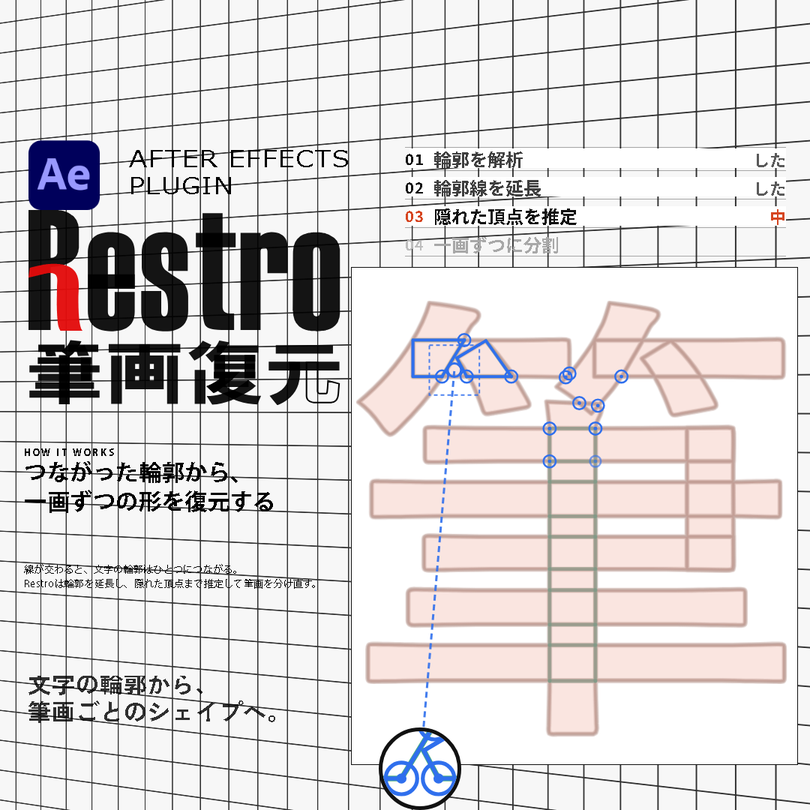 Ae
AFTER EFFECTS
PLUGIN
Restro
筆画復元
HOW IT WORKS
つながった輪郭から、
一画ずつの形を復元する
線が交わると、文字の輪郭はひとつにつながる。
Restroは輪郭を延長し、隠れた頂点まで推定して筆画を分け直す。
文字の輪郭から、
筆画ごとのシェイプへ。
01 輪郭を解析 した
02 輪郭線を延長 した
03 隠れた頂点を推定 中
04 一画ずつに分割
筆